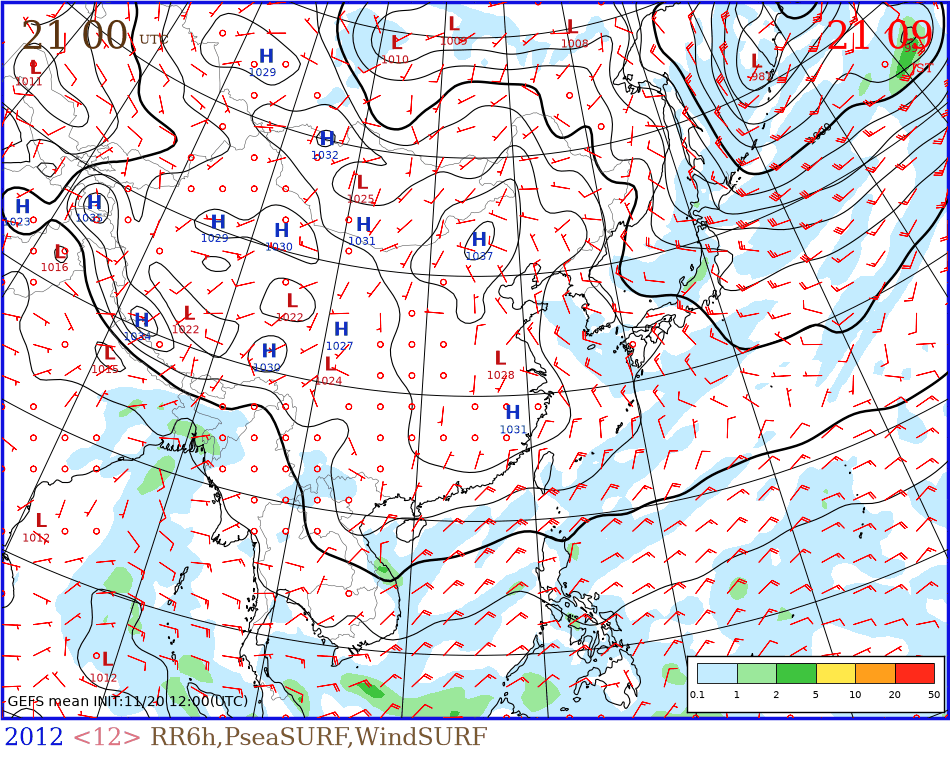 21 00 UTC
21 09
JST
L
1009
L
1008
L
1010
H
1029
L
1011
L
H
1032
L
1025
H
1023
H
1035
H
1029
H
1030
H
1031
H
1037
L
1016
L
1022
H
1034
L
1022
H
1027
L
1015
H
1030
L
1024
L
1028
H
1031
L
1012
L
1012
GEFS mean INIT:11/20 12:00(UTC)
0.1 1 2 5 10 20 50
2012 <12> RR6h,PseaSURF,WindSURF